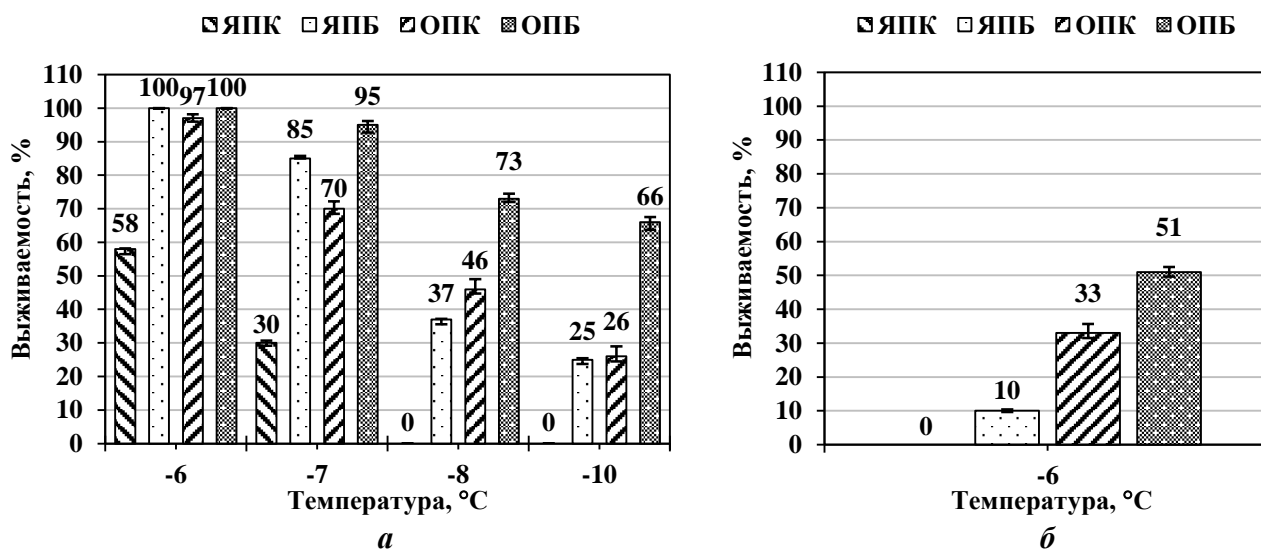 ЯПК ЯПБ ОПК ОПБ
Выживаемость, %
110
100
90
80
70
60
50
40
30
20
10
0
58 100 97 100
30 85 70 95
0 37 46 73
0 25 26 66
-6 -7 -8 -10
Температура, °С
а
ЯПК ЯПБ ОПК ОПБ
Выживаемость, %
110
100
90
80
70
60
50
40
30
20
10
0
0 10 33 51
-6
Температура, °С
б